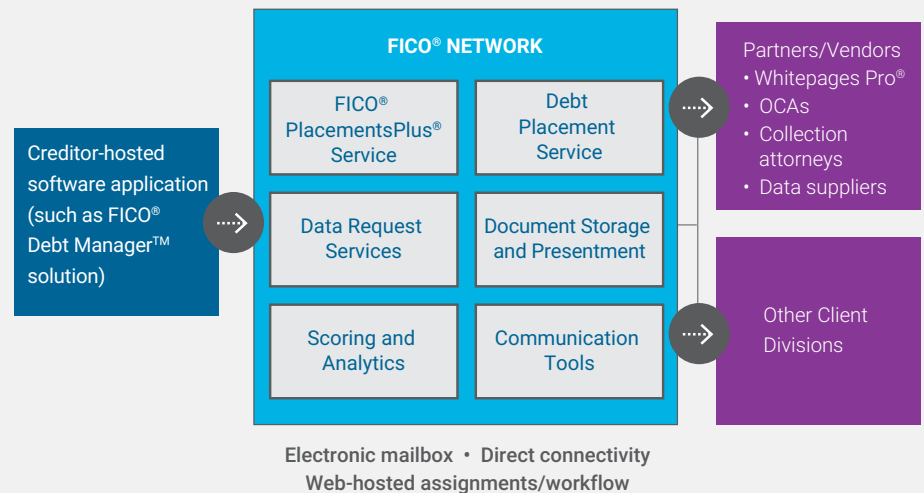 Creditor-hosted
software application
(such as FICO®
Debt Manager™
solution)
FICO® NETWORK
FICO®
PlacementsPlus®
Service
Debt
Placement
Service
Data Request
Services
Document Storage
and Presentment
Scoring and
Analytics
Communication
Tools
Partners/Vendors
• Whitepages Pro®
• OCAs
• Collection
attorneys
• Data suppliers
Other Client
Divisions
Electronic mailbox • Direct connectivity
Web-hosted assignments/workflow